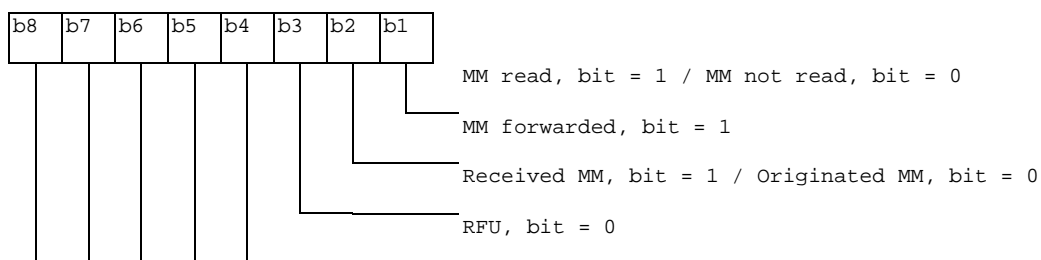 b8 b7 b6 b5 b4 b3 b2 b1
MM read, bit = 1 / MM not read, bit = 0
MM forwarded, bit = 1
Received MM, bit = 1 / Originated MM, bit = 0
RFU, bit = 0